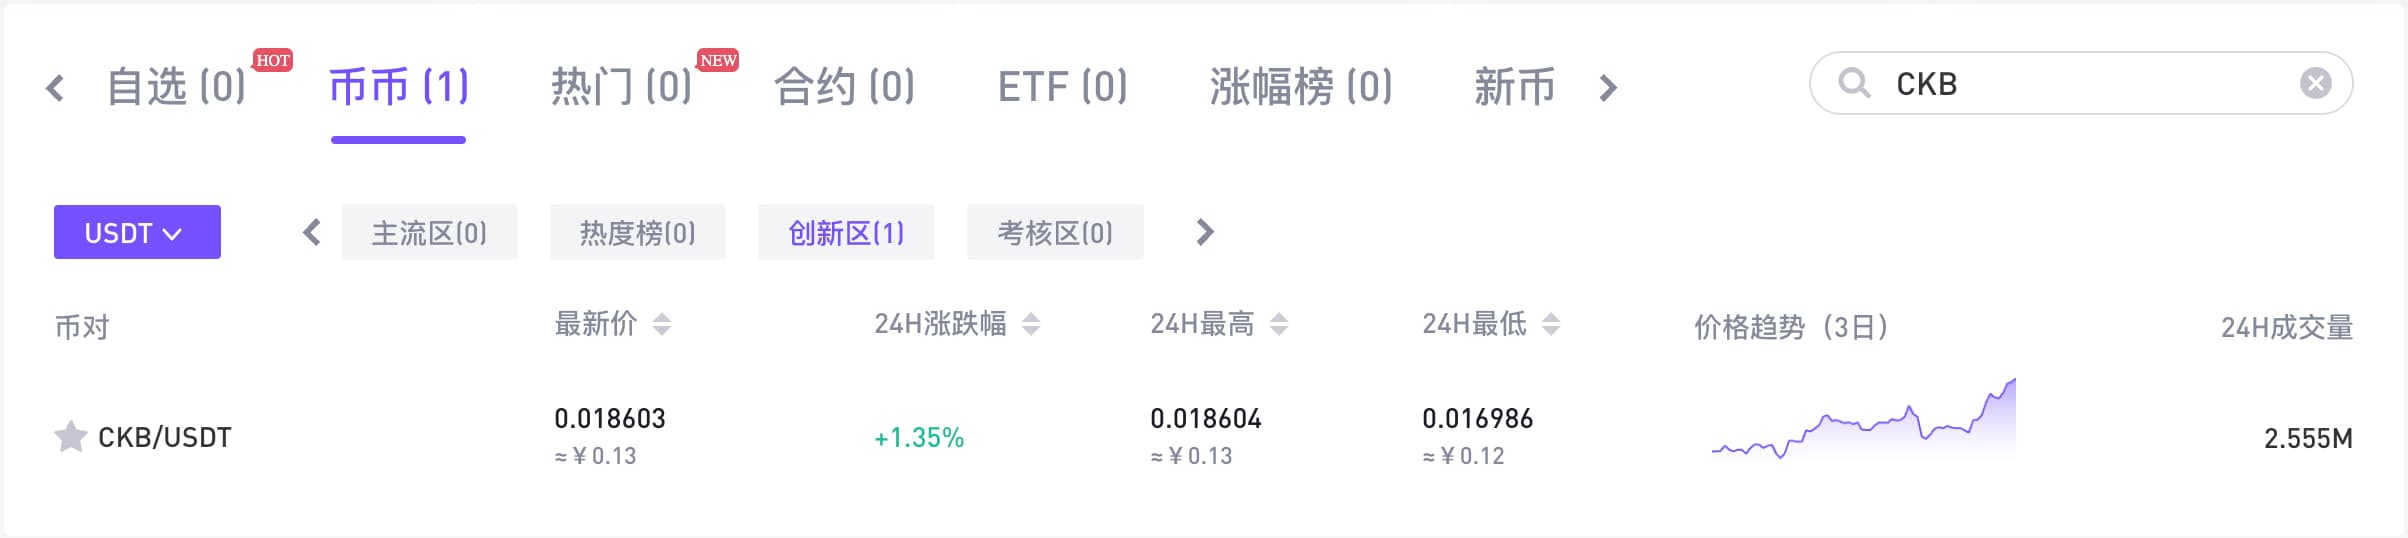 自选 (0) HOT 币币 (1) 热门 (0) NEW 合约 (0) ETF (0) 涨幅榜 (0) 新币 CKB
USDT 主流区(0) 热度榜(0) 创新区(1) 考核区(0)
币对 最新价 24H涨跌幅 24H最高 24H最低 价格趋势（3日） 24H成交量
CKB/USDT 0.018603 +1.35% 0.018604 0.016986 2.555M
≈ ¥ 0.13 ≈ ¥ 0.13 ≈ ¥ 0.12